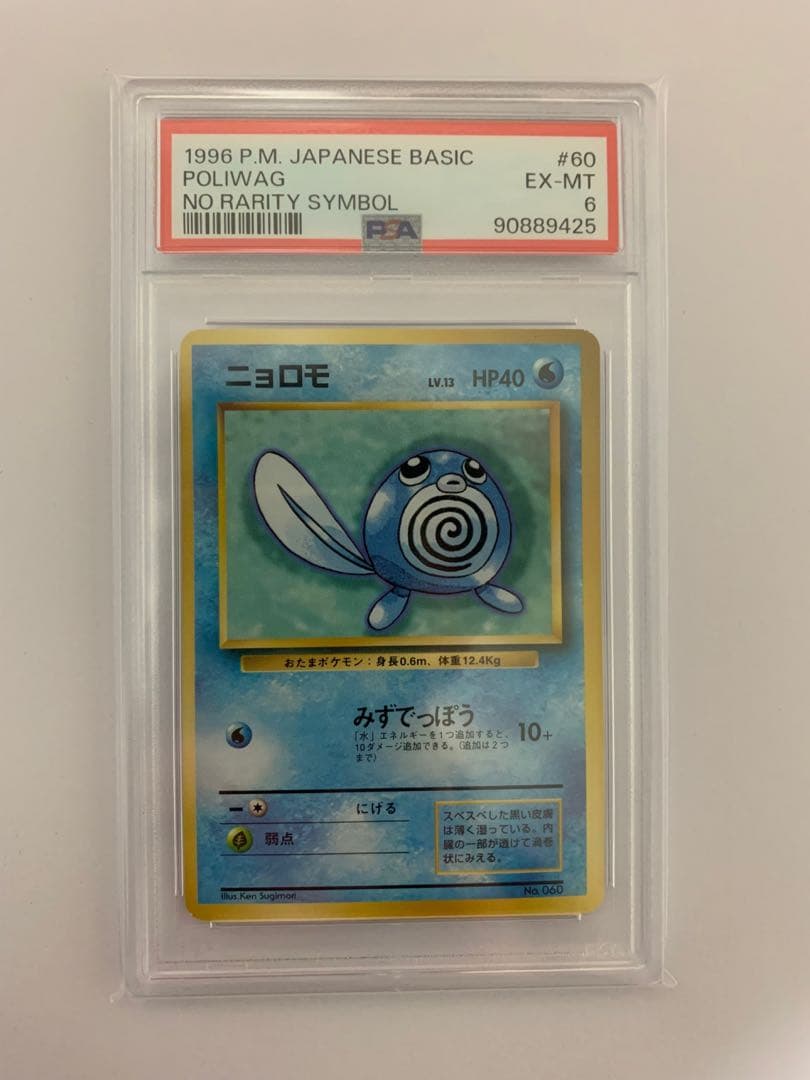 1996 P.M. JAPANESE BASIC #60
POLIWAG EX-MT
NO RARITY SYMBOL 6
PSA 90889425
ニョロモ LV.13 HP40
おたまポケモン：身長0.6m、体重12.4Kg
みずでっぽう 10+
「水」エネルギーを1つ追加すると、
10ダメージ追加できる。（追加は2つ
まで）
にげる
弱点
スベスベした黒い皮膚
は薄く湿っている。内
臓の一部が透けて渦巻
状にみえる。
Illus.Ken Sugimori No. 060